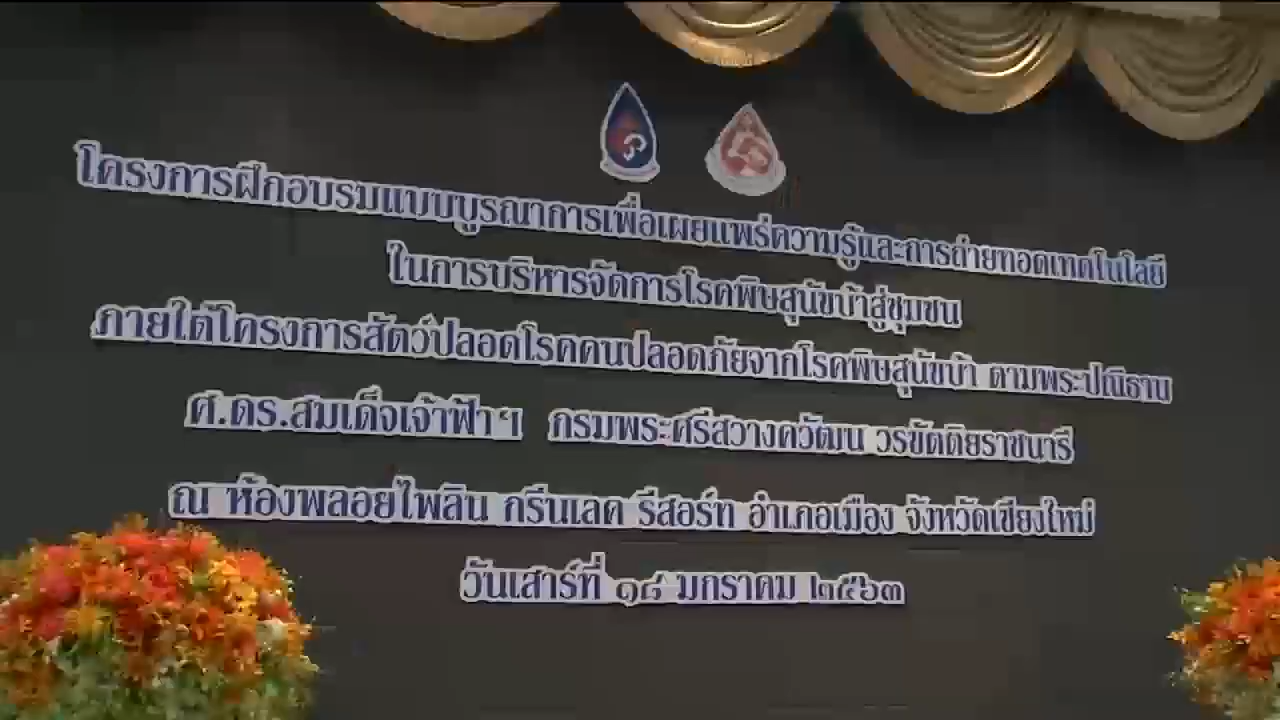 โครงการฝึกอบรมแบบบูรณาการเพื่อเผยแพร่ความรู้และการถ่ายทอดเทคโนโลยี
ในการบริหารจัดการโรคพิษสุนัขบ้าสู่ชุมชน
ภายใต้โครงการสัตว์ปลอดโรคคนปลอดภัยจากโรคพิษสุนัขบ้า ตามพระปณิธาน
ศ.ดร.สมเด็จเจ้าฟ้าฯ กรมพระศรีสวางควัฒน วรขัตติยราชนารี
ณ ห้องพลอยไพลิน กรีนเลค รีสอร์ท อำเภอเมือง จังหวัดเชียงใหม่
วันเสาร์ที่ ๑๘ มกราคม ๒๕๖๓